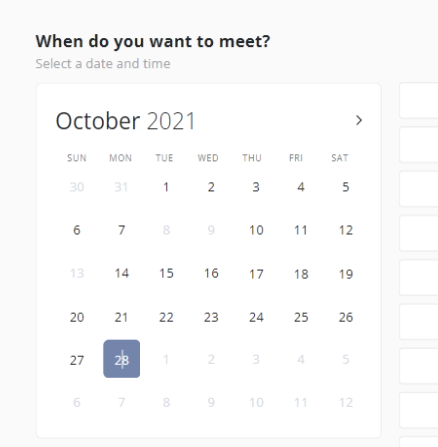 When do you want to meet?
Select a date and time
October 2021
SUN MON TUE WED THU FRI SAT
30 31 1 2 3 4 5
6 7 8 9 10 11 12
13 14 15 16 17 18 19
20 21 22 23 24 25 26
27 28 1 2 3 4 5
6 7 8 9 10 11 12